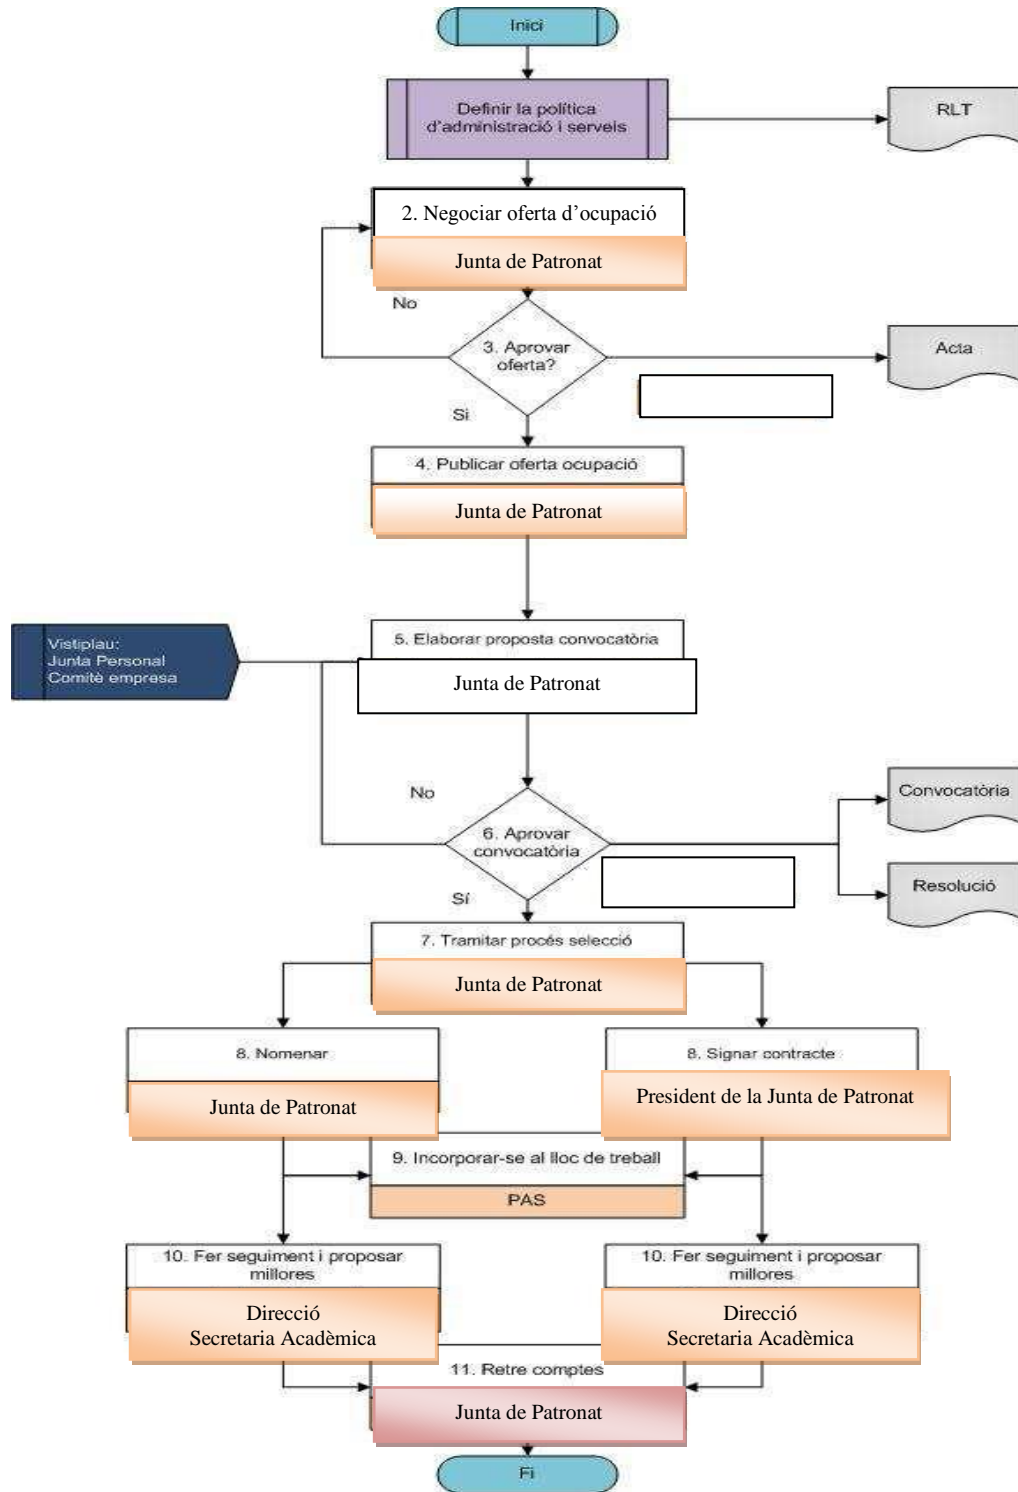 Inici
Definir la política
d'administració i serveis
RLT
2. Negociar oferta d'ocupació
Junta de Patronat
No
3. Aprovar
oferta?
Acta
Si
4. Publicar oferta ocupació
Junta de Patronat
Vistiplau:
Junta Personal
Comitè empresa
5. Elaborar proposta convocatòria
Junta de Patronat
No
6. Aprovar
convocatòria
Convocatòria
Resolució
Sí
7. Tramitar procés selecció
Junta de Patronat
8. Nomenar
Junta de Patronat
8. Signar contracte
President de la Junta de Patronat
9. Incorporar-se al lloc de treball
PAS
10. Fer seguiment i proposar
millores
Direcció
Secretaria Acadèmica
10. Fer seguiment i proposar
millores
Direcció
Secretaria Acadèmica
11. Retre comptes
Junta de Patronat
Fi